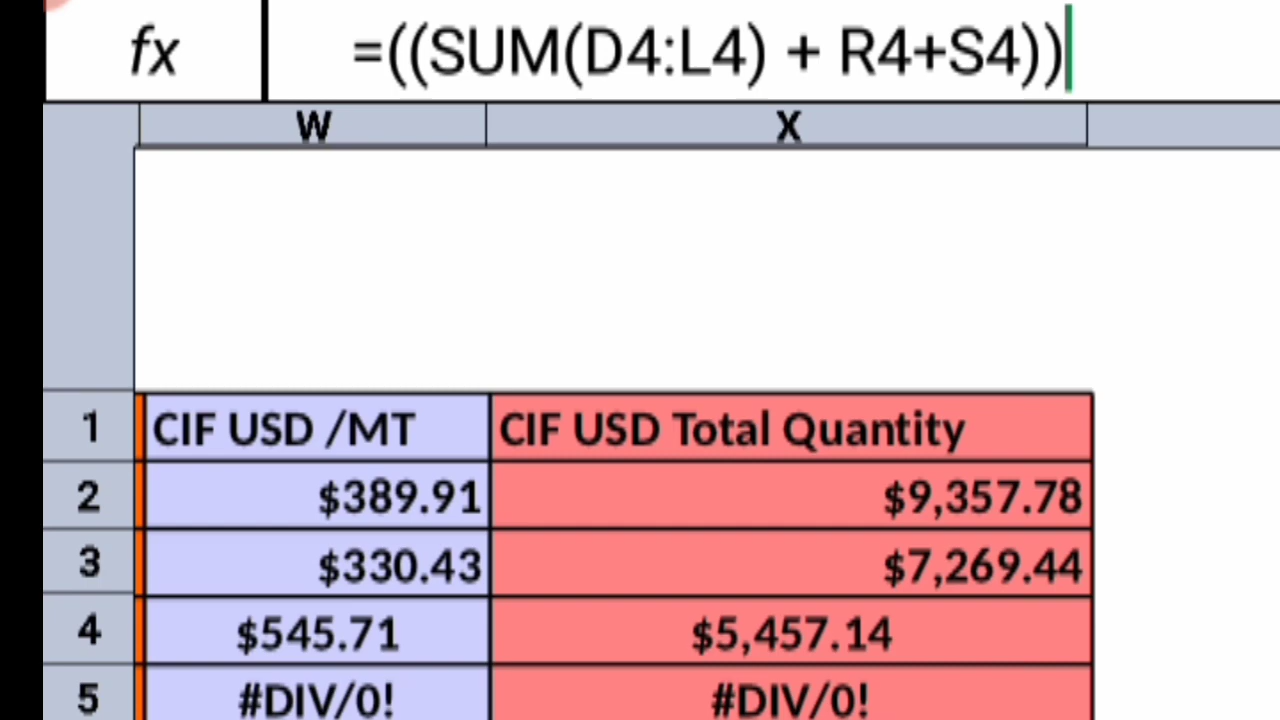 fx =((SUM(D4:L4) + R4+S4))
W X
1 CIF USD /MT CIF USD Total Quantity
2 $389.91 $9,357.78
3 $330.43 $7,269.44
4 $545.71 $5,457.14
5 #DIV/0! #DIV/0!